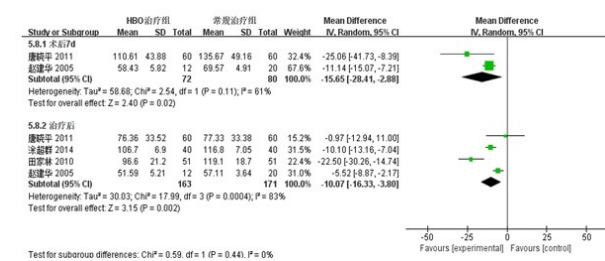 HBO治疗组 常规治疗组 Mean Difference Mean Difference
Study or Subgroup Mean SD Total Mean SD Total Weight IV, Random, 95% CI IV, Random, 95% CI
5.8.1 术后7d
唐晓平 2011 110.61 43.88 60 135.67 49.16 60 32.4% -25.06 [-41.73, -8.39]
赵建华 2005 58.43 5.82 12 69.57 4.91 20 67.6% -11.14 [-15.07, -7.21]
Subtotal (95% CI) 72 80 100.0% -15.65 [-28.41, -2.88]
Heterogeneity: Tau² = 58.68; Chi² = 2.54, df = 1 (P = 0.11); I² = 61%
Test for overall effect: Z = 2.40 (P = 0.02)
5.8.2 治疗后
唐晓平 2011 76.36 33.52 60 77.33 33.38 60 15.2% -0.97 [-12.94, 11.00]
涂超群 2014 106.7 6.9 40 116.8 7.05 40 -10.10 [-13.16, -7.04]
田家林 2010 96.6 21.2 51 119.1 18.7 51 -22.50 [-30.26, -14.74]
赵建华 2005 51.59 5.21 12 57.11 3.64 20 -5.52 [-8.87, -2.17]
Subtotal (95% CI) 163 171 100.0% -10.07 [-16.33, -3.80]
Heterogeneity: Tau² = 30.03; Chi² = 17.99, df = 3 (P = 0.0004); I² = 83%
Test for overall effect: Z = 3.15 (P = 0.002)
-50 -25 0 25 50
Favours [experimental] Favours [control]
Test for subgroup differences: Chi² = 0.59, df = 1 (P = 0.44), I² = 0%